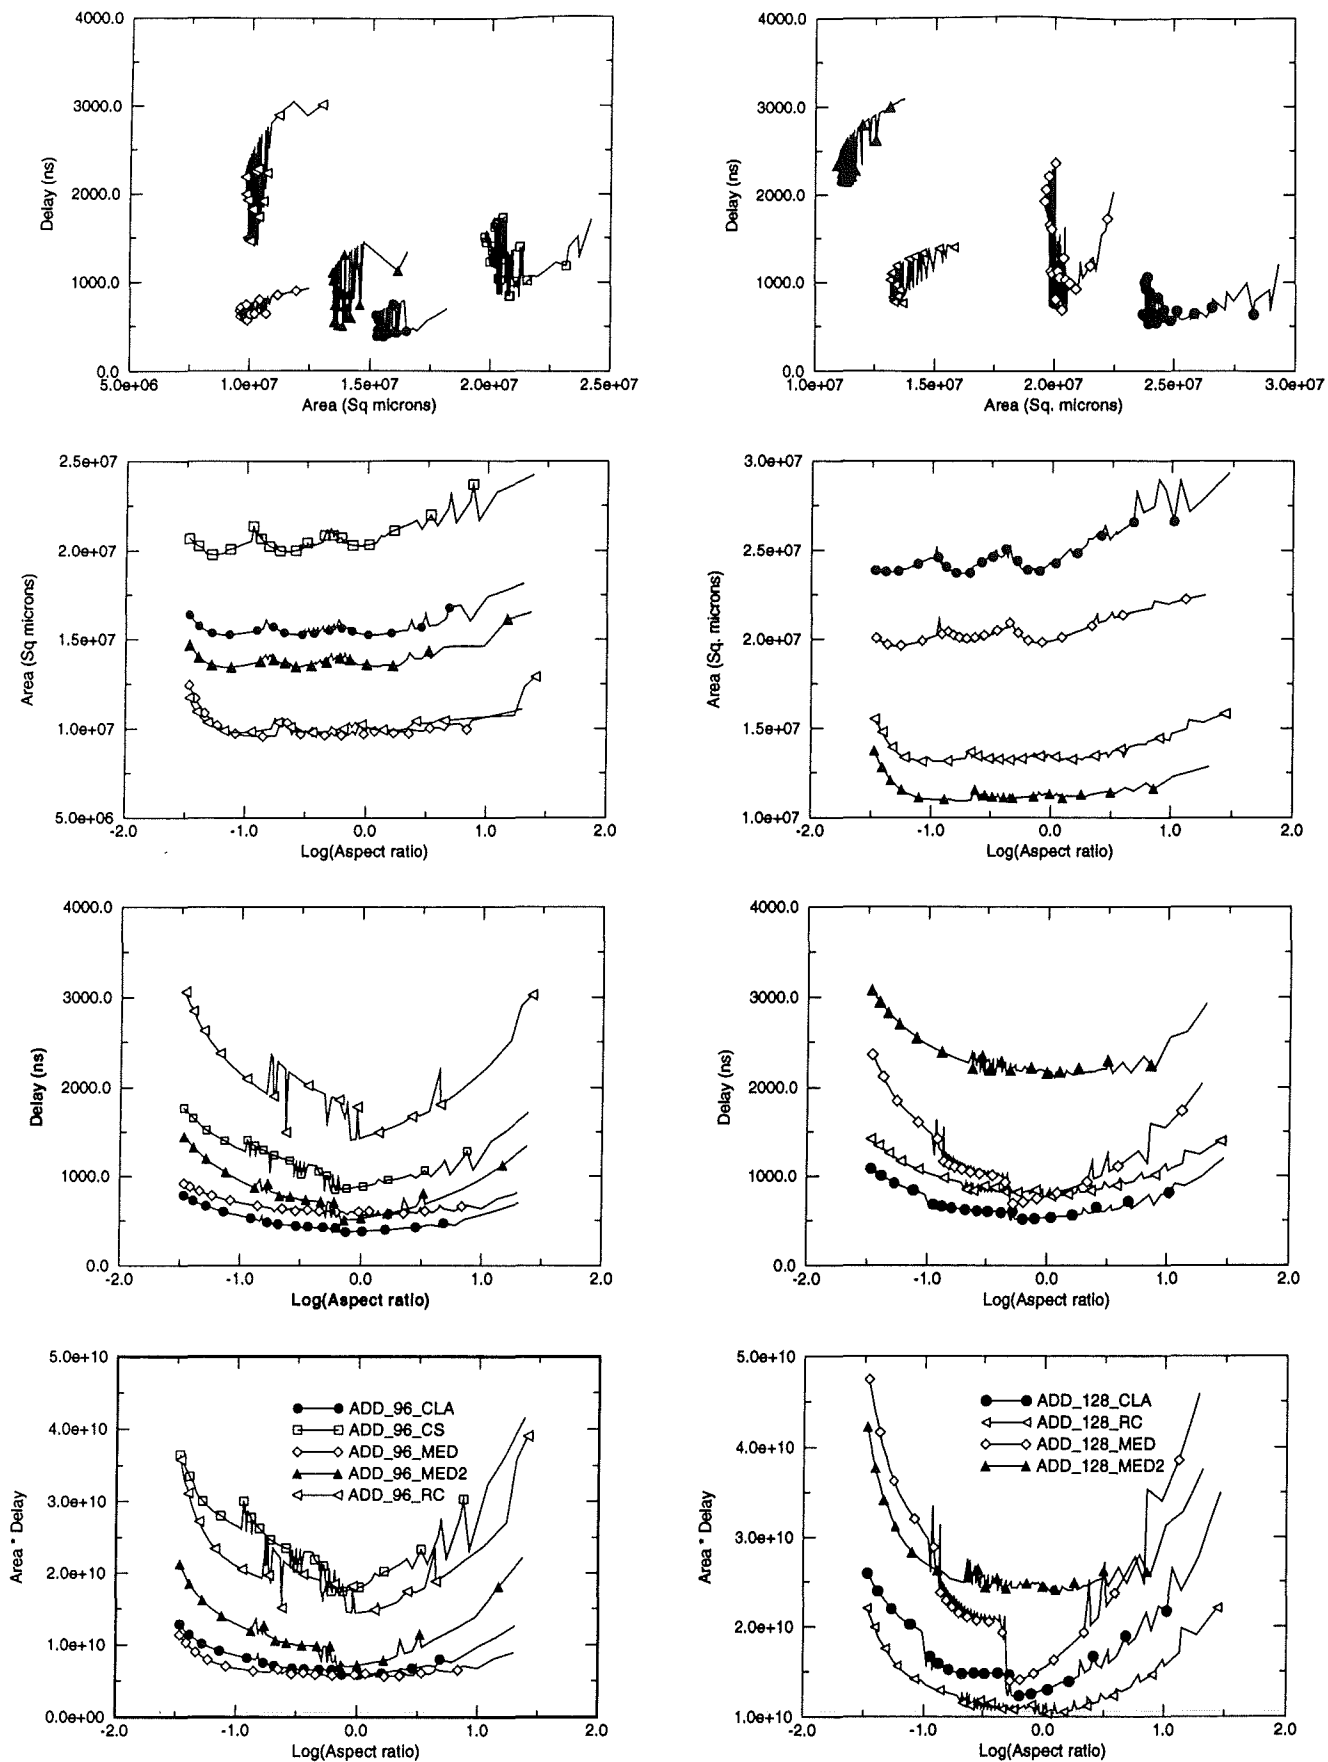 4000.0
3000.0
2000.0
1000.0
0.0
Delay (ns)
5.0e+06
1.0e+07
1.5e+07
2.0e+07
2.5e+07
Area (Sq microns)
4000.0
3000.0
2000.0
1000.0
0.0
Delay (ns)
1.0e+07
1.5e+07
2.0e+07
2.5e+07
3.0e+07
Area (Sq. microns)
2.5e+07
2.0e+07
1.5e+07
1.0e+07
5.0e+06
Area (Sq microns)
-2.0
-1.0
0.0
1.0
2.0
Log(Aspect ratio)
3.0e+07
2.5e+07
2.0e+07
1.5e+07
1.0e+07
Area (Sq. microns)
-2.0
-1.0
0.0
1.0
2.0
Log(Aspect ratio)
4000.0
3000.0
2000.0
1000.0
0.0
Delay (ns)
-2.0
-1.0
0.0
1.0
2.0
Log(Aspect ratio)
4000.0
3000.0
2000.0
1000.0
0.0
Delay (ns)
-2.0
-1.0
0.0
1.0
2.0
Log(Aspect ratio)
5.0e+10
4.0e+10
3.0e+10
2.0e+10
1.0e+10
0.0e+00
Area * Delay
ADD_96_CLA
ADD_96_CS
ADD_96_MED
ADD_96_MED2
ADD_96_RC
-2.0
-1.0
0.0
1.0
2.0
Log(Aspect ratio)
5.0e+10
4.0e+10
3.0e+10
2.0e+10
1.0e+10
Area * Delay
ADD_128_CLA
ADD_128_RC
ADD_128_MED
ADD_128_MED2
-2.0
-1.0
0.0
1.0
2.0
Log(Aspect ratio)